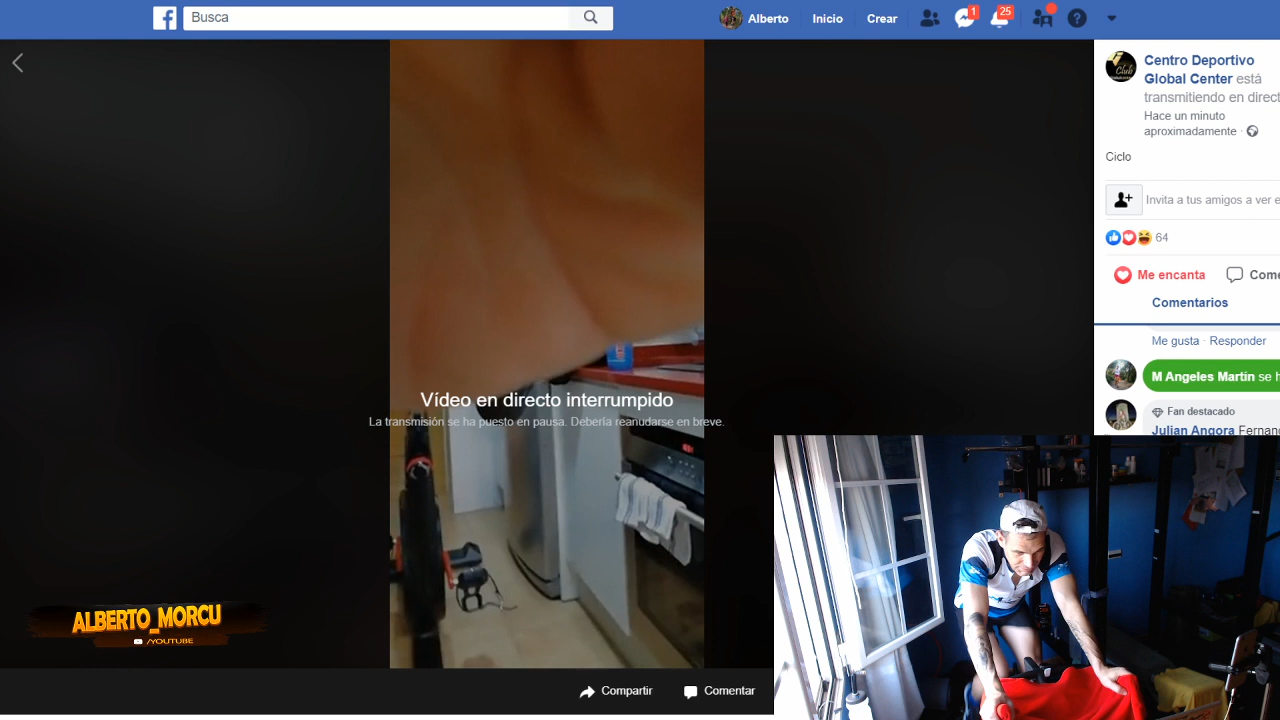 Busca
Alberto
Inicio
Crear
1
25
Centro Deportivo
Global Center está
transmitiendo en direct
Hace un minuto
aproximadamente ·
Ciclo
Invita a tus amigos a ver e
64
Me encanta
Come
Comentarios
Me gusta · Responder
M Angeles Martín se h
Fan destacado
Julian Angora Fernand
Vídeo en directo interrumpido
La transmisión se ha puesto en pausa. Debería reanudarse en breve.
ALBERTO_MORCU
/YOUTUBE
Compartir
Comentar